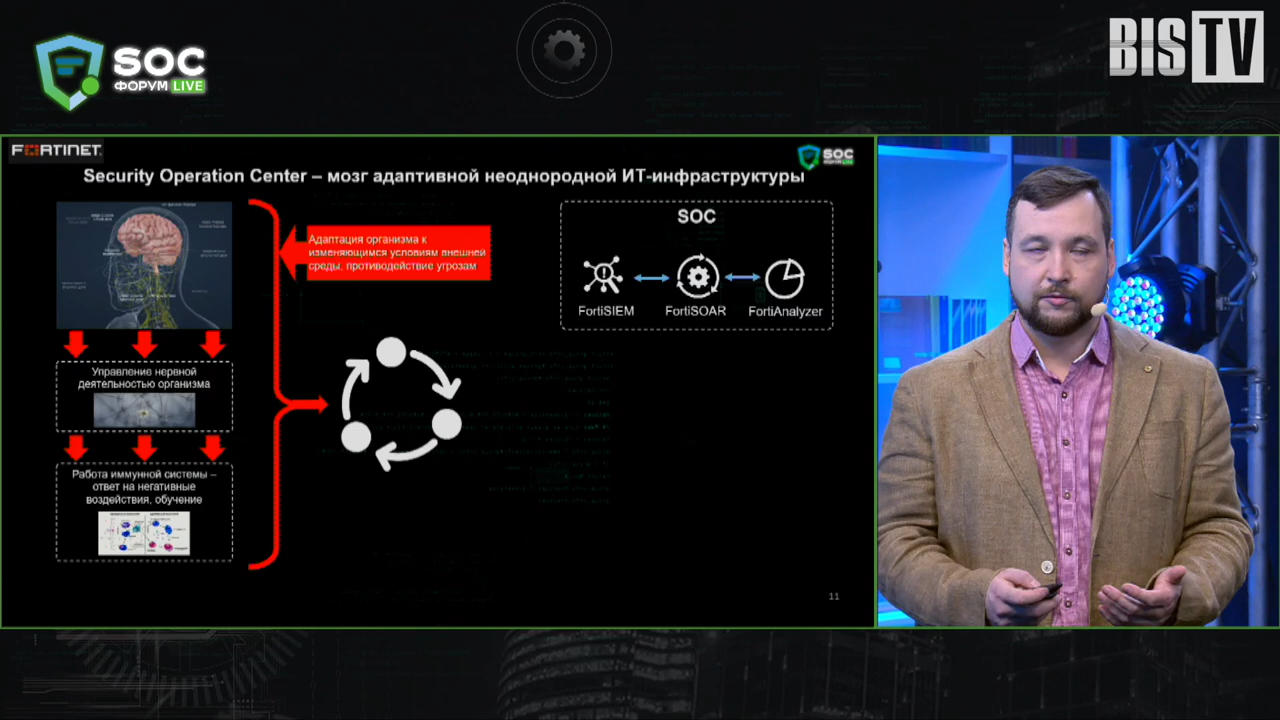 SOC
ФОРУМ LIVE
BIS TV
FORTINET
SOC
ФОРУМ LIVE
Security Operation Center – мозг адаптивной неоднородной ИТ-инфраструктуры
Адаптация организма к
изменяющимся условиям внешней
среды, противодействие угрозам
SOC
FortiSIEM
FortiSOAR
FortiAnalyzer
Управление нервной
деятельностью организма
Работа иммунной системы –
ответ на негативные
воздействия, обучение
11